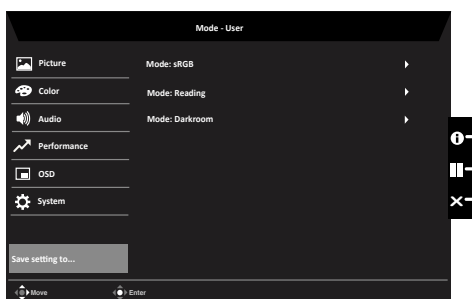 Mode - User
Picture
Mode: sRGB
Color
Mode: Reading
Audio
Mode: Darkroom
Performance
OSD
System
Save setting to...
Move
Enter